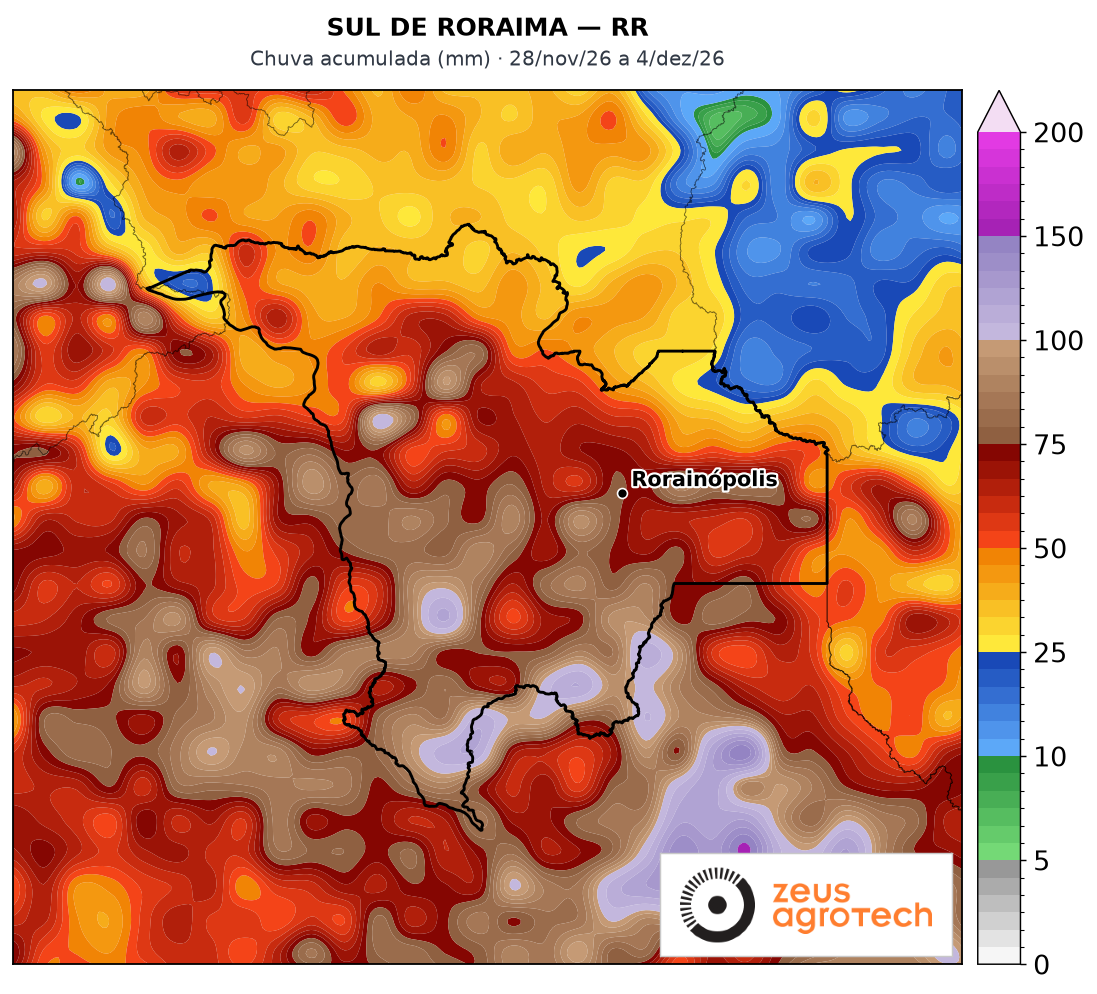 SUL DE RORAIMA — RR
Chuva acumulada (mm) · 28/nov/26 a 4/dez/26
200
150
100
75
Rorainópolis
50
25
10
5
0
zeus
agrotech